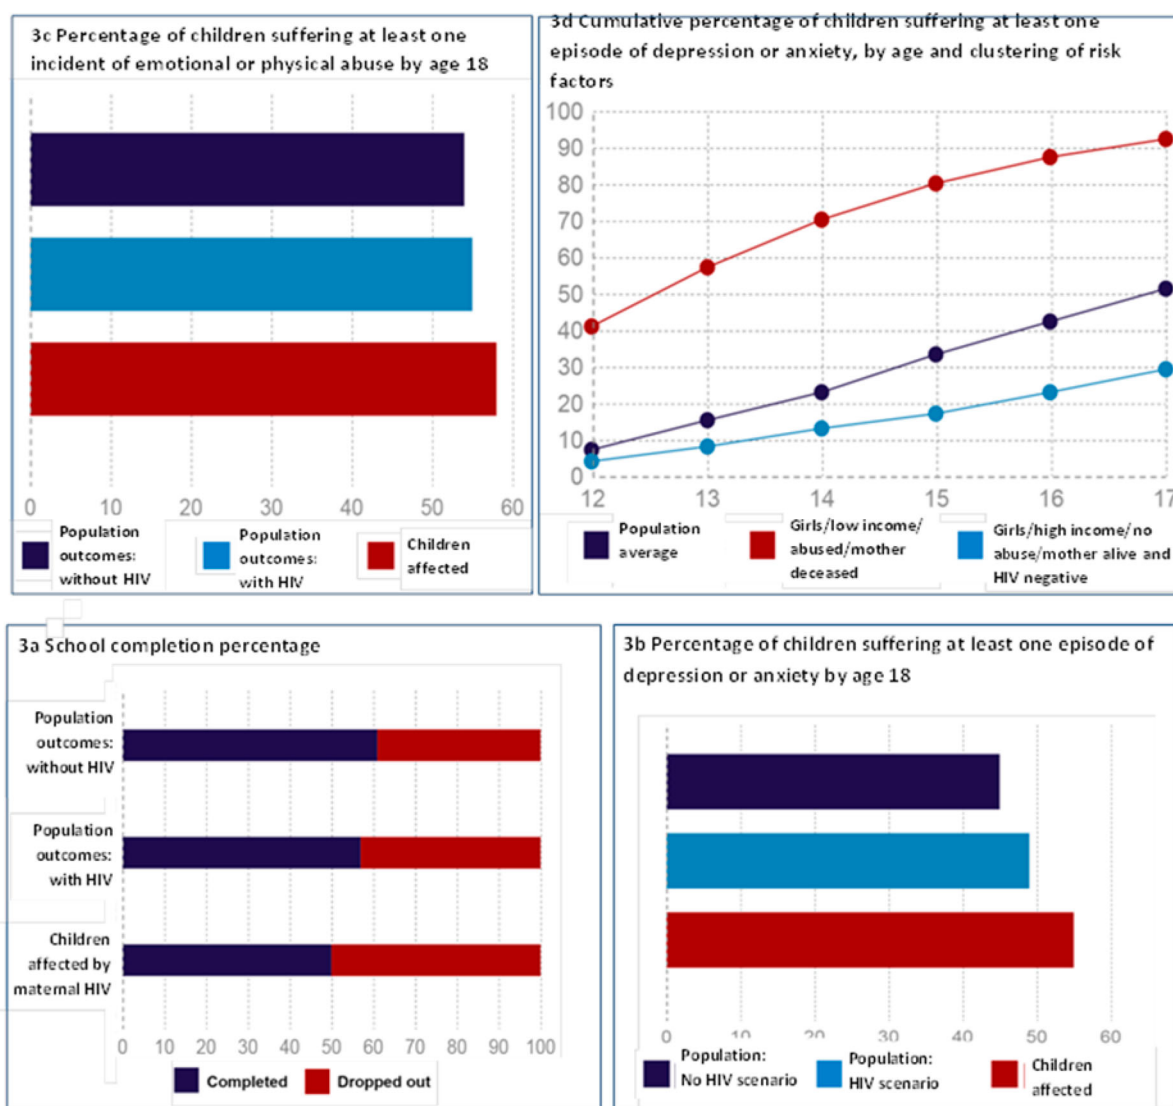 3c Percentage of children suffering at least one
incident of emotional or physical abuse by age 18
0 10 20 30 40 50 60
Population
outcomes:
without HIV
Population
outcomes:
with HIV
Children
affected
3d Cumulative percentage of children suffering at least one
episode of depression or anxiety, by age and clustering of risk
factors
100
90
80
70
60
50
40
30
20
10
0
12 13 14 15 16 17
Population
average
Girls/low income/
abused/mother
deceased
Girls/high income/no
abuse/mother alive and
HIV negative
3a School completion percentage
Population
outcomes:
without HIV
Population
outcomes:
with HIV
Children
affected by
maternal HIV
0 10 20 30 40 50 60 70 80 90 100
Completed
Dropped out
3b Percentage of children suffering at least one episode of
depression or anxiety by age 18
0 10 20 30 40 50 60
Population:
No HIV scenario
Population:
HIV scenario
Children
affected